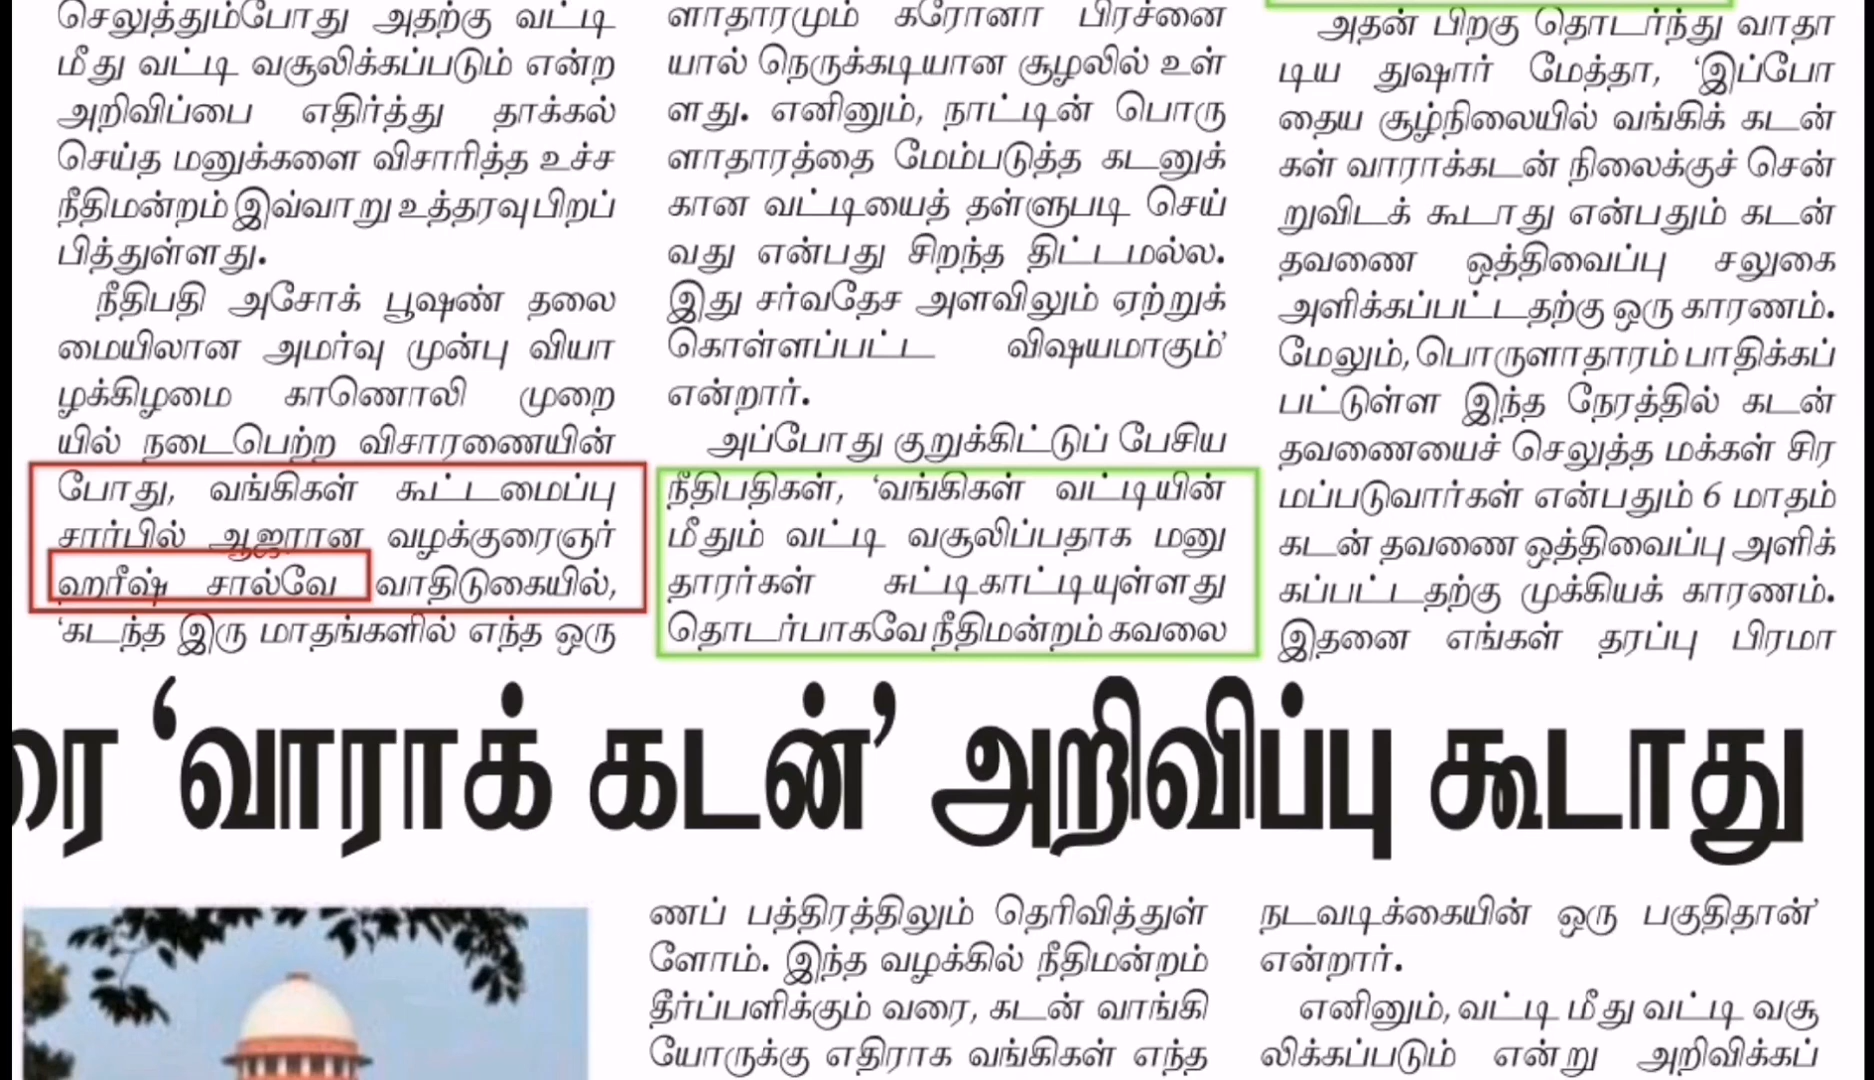 செலுத்தும்போது அதற்கு வட்டி
மீது வட்டி வசூலிக்கப்படும் என்ற
அறிவிப்பை எதிர்த்து தாக்கல்
செய்த மனுக்களை விசாரித்த உச்ச
நீதிமன்றம் இவ்வாறு உத்தரவு பிறப்
பித்துள்ளது.
நீதிபதி அசோக் பூஷண் தலை
மையிலான அமர்வு முன்பு வியா
ழக்கிழமை காணொலி முறை
யில் நடைபெற்ற விசாரணையின்
போது, வங்கிகள் கூட்டமைப்பு
சார்பில் ஆஜரான வழக்குரைஞர்
ஹரீஷ் சால்வே வாதிடுகையில்,
‘கடந்த இரு மாதங்களில் எந்த ஒரு
ளாதாரமும் கரோனா பிரச்னை
யால் நெருக்கடியான சூழலில் உள்
ளது. எனினும், நாட்டின் பொரு
ளாதாரத்தை மேம்படுத்த கடனுக்
கான வட்டியைத் தள்ளுபடி செய்
வது என்பது சிறந்த திட்டமல்ல.
இது சர்வதேச அளவிலும் ஏற்றுக்
கொள்ளப்பட்ட விஷயமாகும்’
என்றார்.
அப்போது குறுக்கிட்டுப் பேசிய
நீதிபதிகள், ‘வங்கிகள் வட்டியின்
மீதும் வட்டி வசூலிப்பதாக மனு
தாரர்கள் சுட்டிகாட்டியுள்ளது
தொடர்பாகவே நீதிமன்றம் கவலை
அதன் பிறகு தொடர்ந்து வாதா
டிய துஷார் மேத்தா, ‘இப்போ
தைய சூழ்நிலையில் வங்கிக் கடன்
கள் வாராக்கடன் நிலைக்குச் சென்
றுவிடக் கூடாது என்பதும் கடன்
தவணை ஒத்திவைப்பு சலுகை
அளிக்கப்பட்டதற்கு ஒரு காரணம்.
மேலும், பொருளாதாரம் பாதிக்கப்
பட்டுள்ள இந்த நேரத்தில் கடன்
தவணையைச் செலுத்த மக்கள் சிர
மப்படுவார்கள் என்பதும் 6 மாதம்
கடன் தவணை ஒத்திவைப்பு அளிக்
கப்பட்டதற்கு முக்கியக் காரணம்.
இதனை எங்கள் தரப்பு பிரமா
ரை ‘வாராக் கடன்’ அறிவிப்பு கூடாது
ணப் பத்திரத்திலும் தெரிவித்துள்
ளோம். இந்த வழக்கில் நீதிமன்றம்
தீர்ப்பளிக்கும் வரை, கடன் வாங்கி
யோருக்கு எதிராக வங்கிகள் எந்த
நடவடிக்கையின் ஒரு பகுதிதான்’
என்றார்.
எனினும், வட்டி மீது வட்டி வசூ
லிக்கப்படும் என்று அறிவிக்கப்